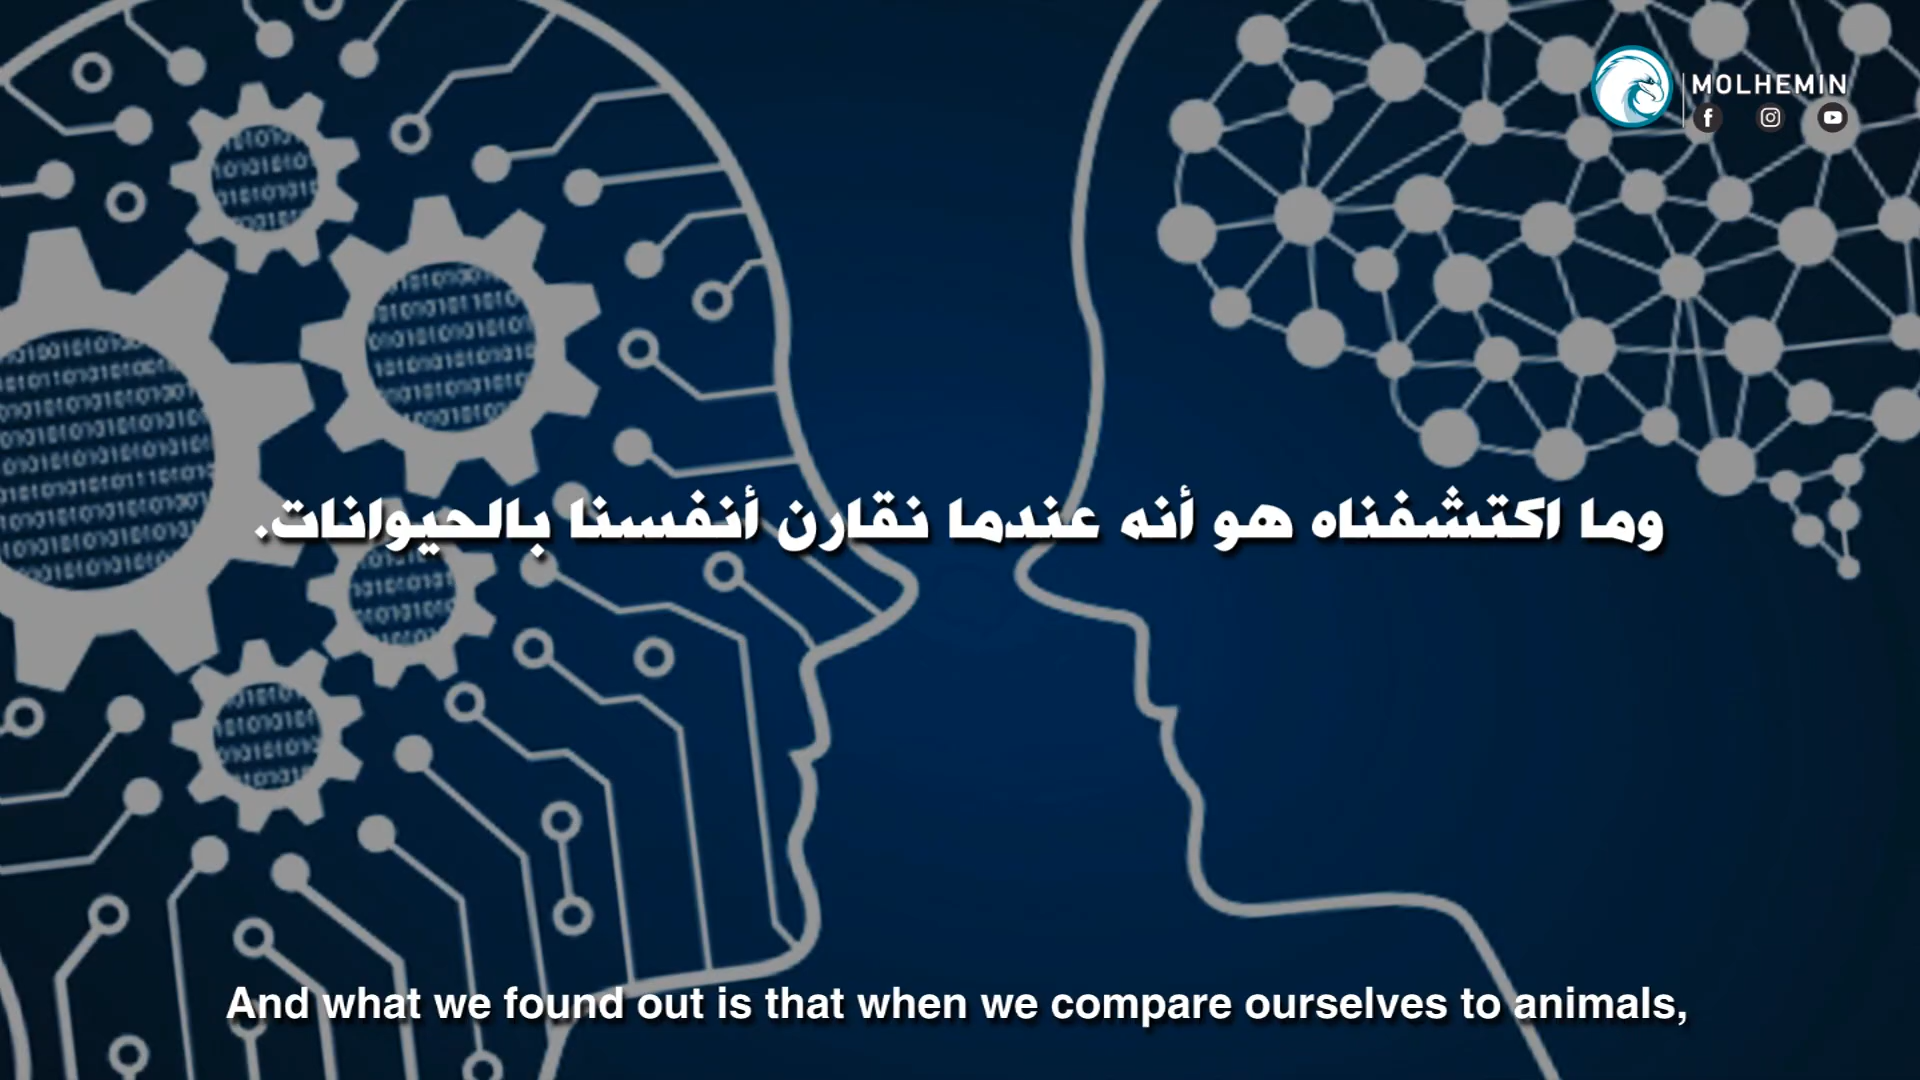 MOLHEMIN
وما اكتشفناه هو أنه عندما نقارن أنفسنا بالحيوانات.
And what we found out is that when we compare ourselves to animals,